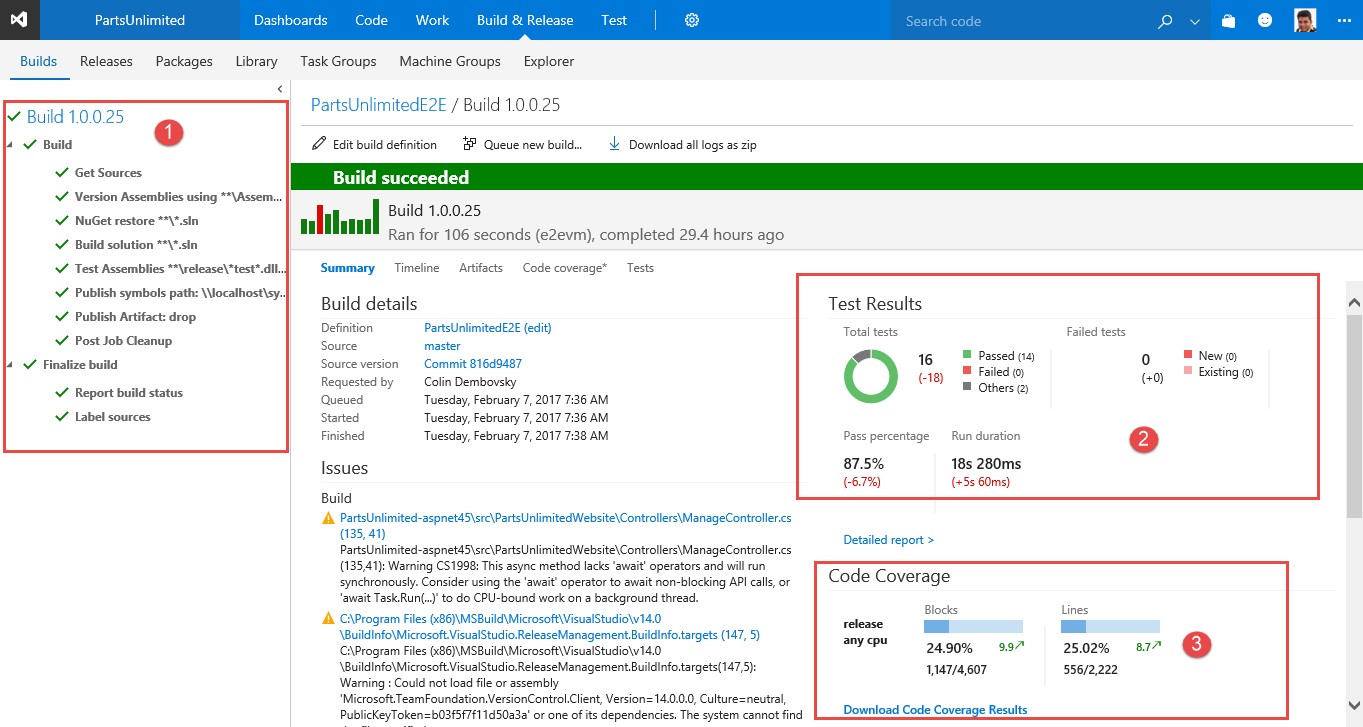 PartsUnlimited
Dashboards Code Work Build & Release Test
Search code
Builds Releases Packages Library Task Groups Machine Groups Explorer
Build 1.0.0.25
1
Build
Get Sources
Version Assemblies using **\Assem...
NuGet restore **\*.sln
Build solution **\*.sln
Test Assemblies **\release\*test*.dll...
Publish symbols path: \\localhost\sy...
Publish Artifact: drop
Post Job Cleanup
Finalize build
Report build status
Label sources
PartsUnlimitedE2E / Build 1.0.0.25
Edit build definition Queue new build... Download all logs as zip
Build succeeded
Build 1.0.0.25
Ran for 106 seconds (e2evm), completed 29.4 hours ago
Summary Timeline Artifacts Code coverage* Tests
Build details
Definition PartsUnlimitedE2E (edit)
Source master
Source version Commit 816d9487
Requested by Colin Dembovsky
Queued Tuesday, February 7, 2017 7:36 AM
Started Tuesday, February 7, 2017 7:36 AM
Finished Tuesday, February 7, 2017 7:38 AM
Issues
Build
PartsUnlimited-aspnet45\src\PartsUnlimitedWebsite\Controllers\ManageController.cs
(135, 41)
PartsUnlimited-aspnet45\src\PartsUnlimitedWebsite\Controllers\ManageController.cs
(135,41): Warning CS1998: This async method lacks 'await' operators and will run
synchronously. Consider using the 'await' operator to await non-blocking API calls, or
'await Task.Run(...)' to do CPU-bound work on a background thread.
C:\Program Files (x86)\MSBuild\Microsoft\VisualStudio\v14.0
\BuildInfo\Microsoft.VisualStudio.ReleaseManagement.BuildInfo.targets (147, 5)
C:\Program Files (x86)\MSBuild\Microsoft\VisualStudio\v14.0
\BuildInfo\Microsoft.VisualStudio.ReleaseManagement.BuildInfo.targets(147,5):
Warning : Could not load file or assembly
'Microsoft.TeamFoundation.VersionControl.Client, Version=14.0.0.0, Culture=neutral,
PublicKeyToken=b03f5f7f11d50a3a' or one of its dependencies. The system cannot find
Test Results
Total tests
16
(-18)
Passed (14)
Failed (0)
Others (2)
Failed tests
0
(+0)
New (0)
Existing (0)
2
Pass percentage
87.5%
(-6.7%)
Run duration
18s 280ms
(+5s 60ms)
Detailed report >
Code Coverage
release
any cpu
Blocks
24.90% 9.9
1,147/4,607
Lines
25.02% 8.7
556/2,222
3
Download Code Coverage Results